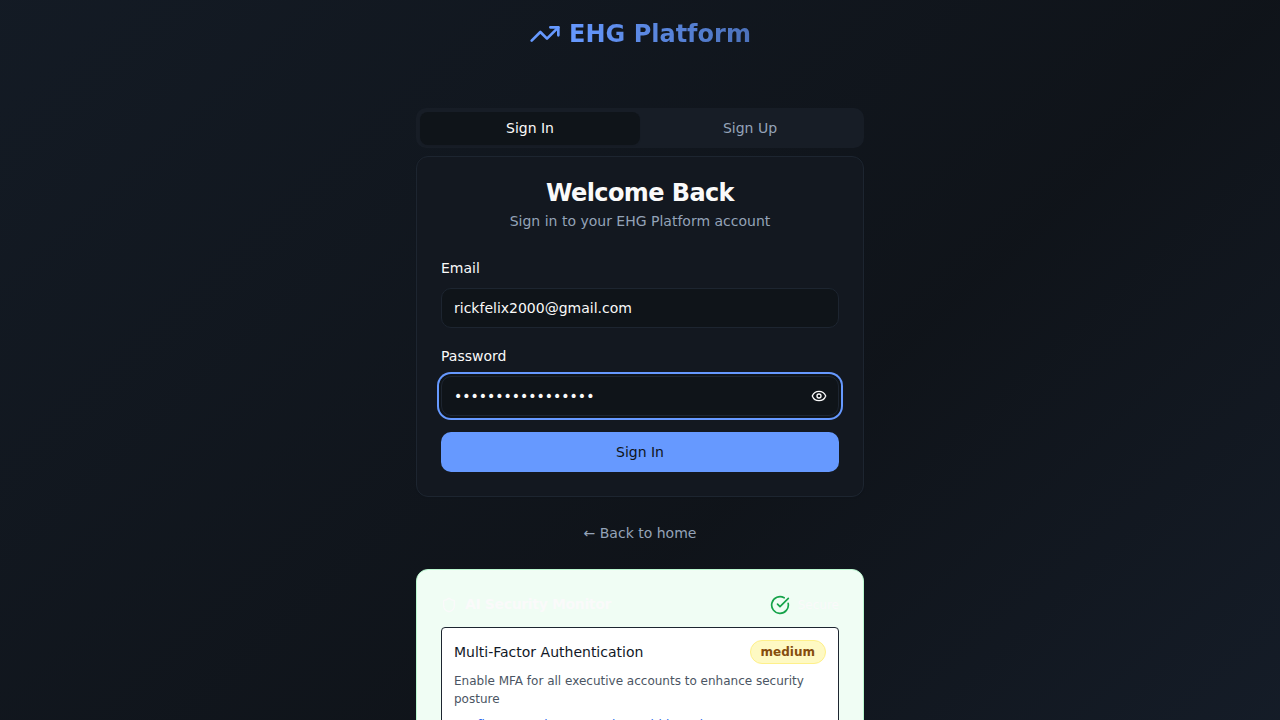 EHG Platform
Sign In
Sign Up
Welcome Back
Sign in to your EHG Platform account
Email
rickfelix2000@gmail.com
Password
•••••••••••••••••
Sign In
← Back to home
Multi-Factor Authentication
medium
Enable MFA for all executive accounts to enhance security
posture